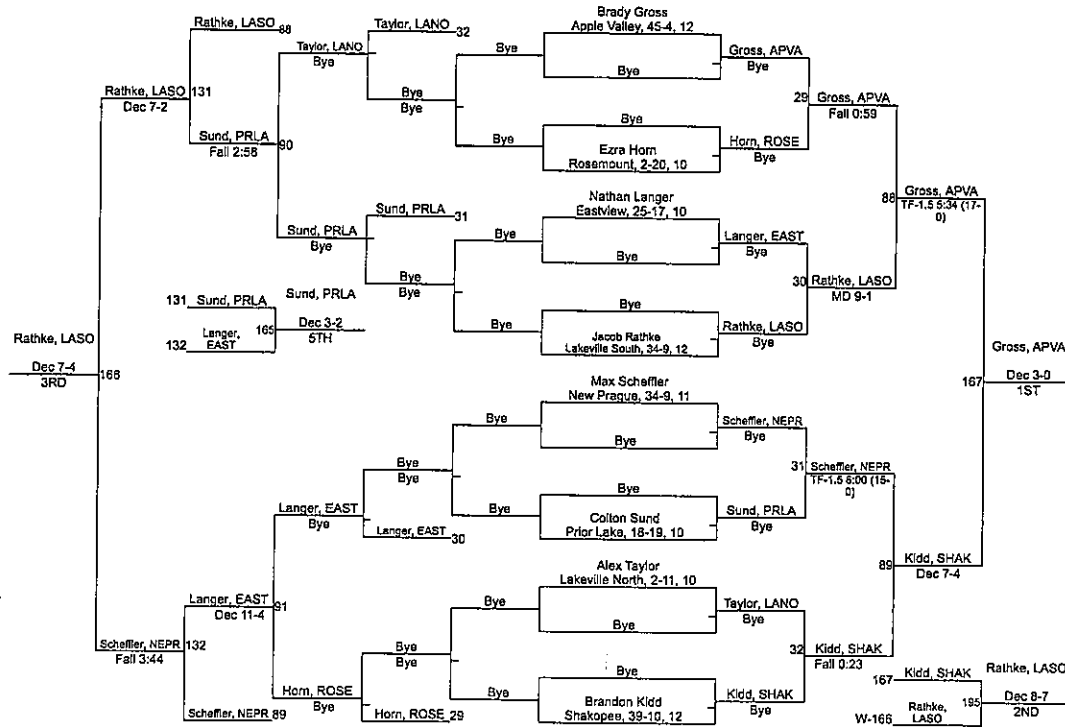 Brady Gross
Apple Valley, 45-4, 12
Rathke, LASO
88
Taylor, LANO
32
Taylor, LANO
Bye
Bye
Bye
Gross, APVA
Bye
Bye
Bye
Rathke, LASO
Dec 7-2
131
29
Gross, APVA
Fall 0:59
Sund, PRLA
Fall 2:58
90
Bye
Bye
Ezra Horn
Rosemount, 2-20, 10
Horn, ROSE
Bye
Nathan Langer
Eastview, 25-17, 10
88
Gross, APVA
TF-1.5 5:34 (17-
0)
Sund, PRLA
31
Sund, PRLA
Bye
Bye
Bye
Langer, EAST
Bye
Bye
Bye
30
Rathke, LASO
MD 9-1
131
Sund, PRLA
Sund, PRLA
165
Dec 3-2
5TH
Langer,
EAST
132
Bye
Bye
Jacob Rathke
Lakeville South, 34-9, 12
Rathke, LASO
Rathke, LASO
Dec 7-4
3RD
166
Gross, APVA
167
Dec 3-0
1ST
Max Scheffler
New Prague, 34-9, 11
Bye
Bye
Scheffler, NEPR
Bye
Bye
Bye
31
Scheffler, NEPR
TF-1.5 6:00 (15-
0)
Langer, EAST
Bye
Bye
Bye
Colton Sund
Prior Lake, 18-19, 10
Sund, PRLA
Langer, EAST
30
89
Kidd, SHAK
Dec 7-4
Alex Taylor
Lakeville North, 2-11, 10
Langer, EAST
Dec 11-4
91
Bye
Bye
Taylor, LANO
Bye
Scheffler, NEPR
Fall 3:44
132
Bye
Bye
32
Kidd, SHAK
Fall 0:23
Horn, ROSE
Bye
Bye
Brandon Kidd
Shakopee, 39-10, 12
Kidd, SHAK
Bye
Scheffler, NEPR
89
Horn, ROSE
29
167
Kidd, SHAK
Rathke, LASO
195
Dec 8-7
2ND
W-166
Rathke,
LASO